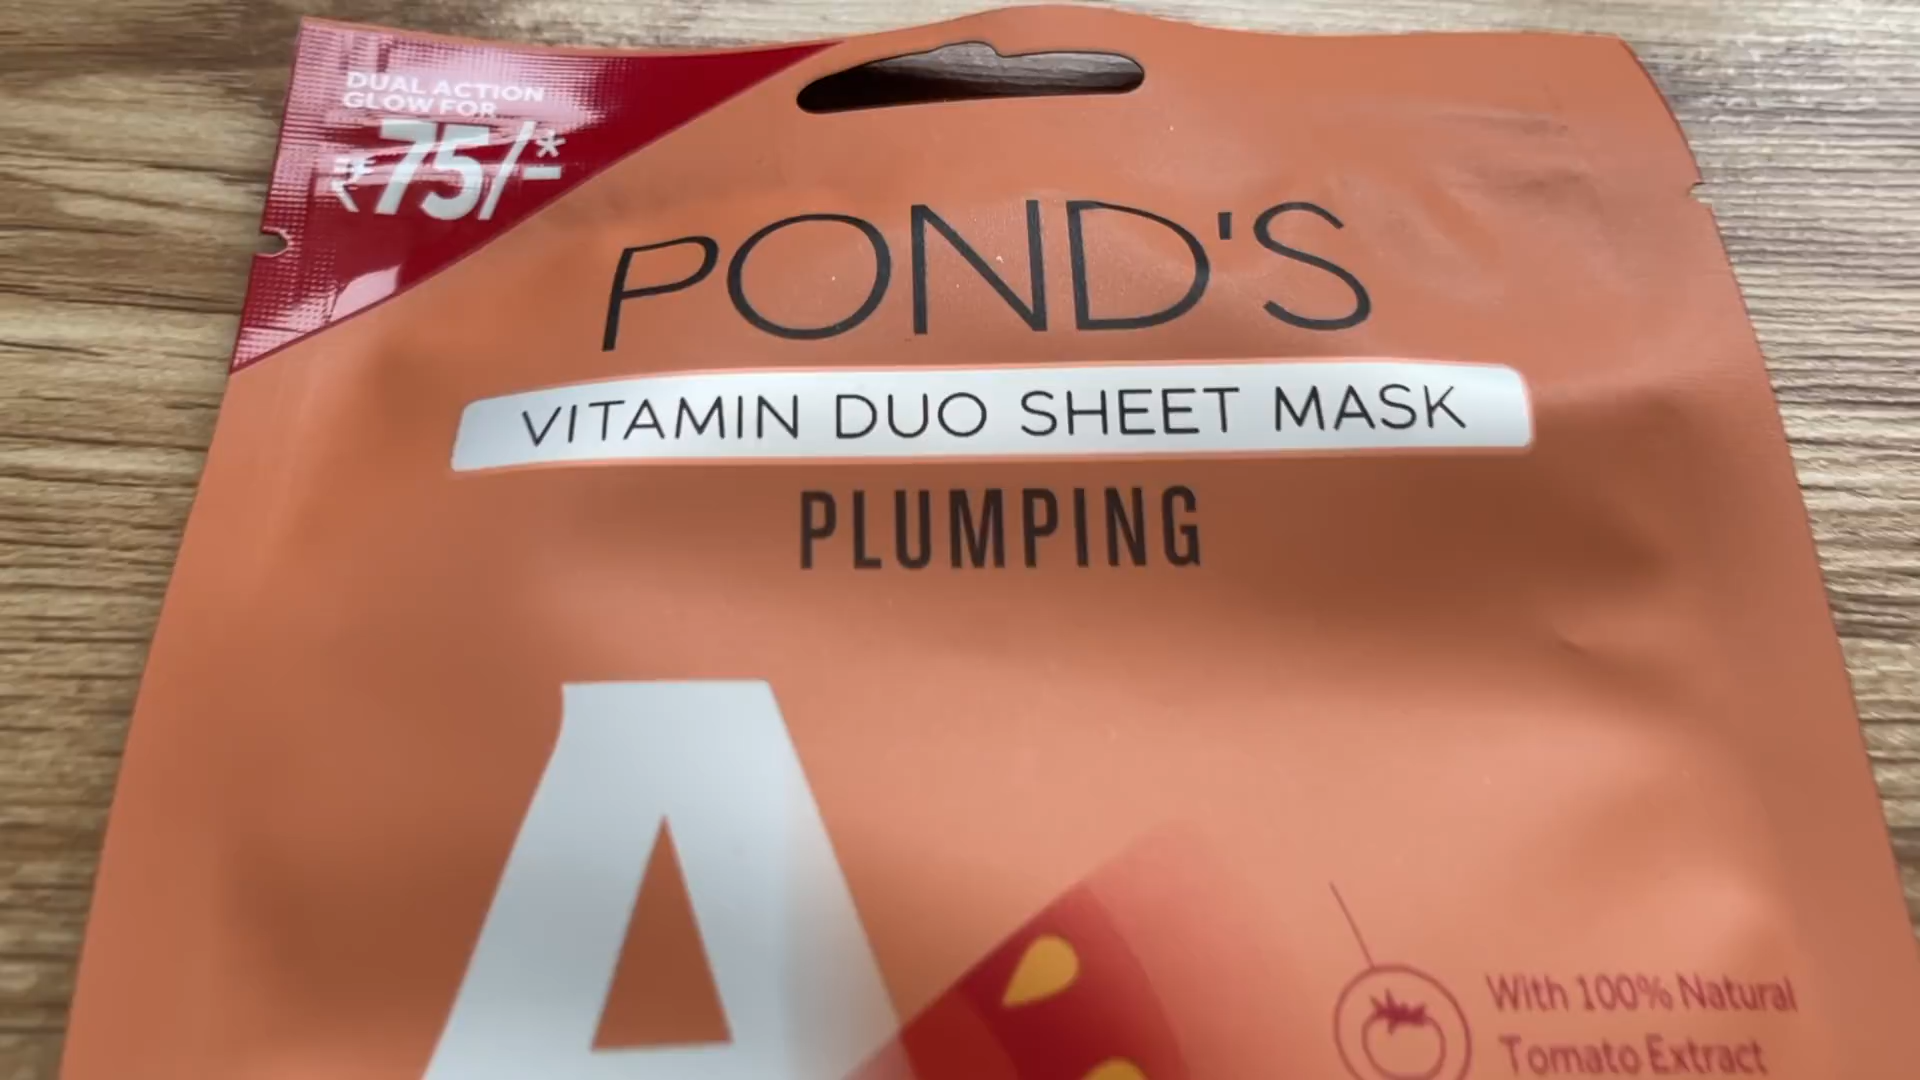 DUAL ACTION
GLOW FOR
₹75/-*
POND'S
VITAMIN DUO SHEET MASK
PLUMPING
A
With 100% Natural
Tomato Extract